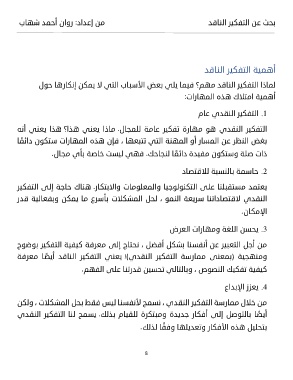 بحث عن التفكير الناقد
من إعداد: روان أحمد شهاب
أهمية التفكير الناقد
لماذا التفكير الناقد مهم؟ فيما يلي بعض الأسباب التي لا يمكن إنكارها حول
أهمية امتلاك هذه المهارات:
1. التفكير النقدي عام
التفكير النقدي هو مهارة تفكير عامة للمجال. ماذا يعني هذا؟ هذا يعني أنه
بغض النظر عن المسار أو المهنة التي تتبعها ، فإن هذه المهارات ستكون دائمًا
ذات صلة وستكون مفيدة دائمًا لنجاحك. فهي ليست خاصة بأي مجال.
2. حاسمة بالنسبة للاقتصاد
يعتمد مستقبلنا على التكنولوجيا والمعلومات والابتكار. هناك حاجة إلى التفكير
النقدي لاقتصاداتنا سريعة النمو ، لحل المشكلات بأسرع ما يمكن وبفعالية قدر
الإمكان.
3. يحسن اللغة ومهارات العرض
من أجل التعبير عن أنفسنا بشكل أفضل ، نحتاج إلى معرفة كيفية التفكير بوضوح
ومنهجية (بمعنى ممارسة التفكير النقدي)! يعني التفكير الناقد أيضًا معرفة
كيفية تفكيك النصوص ، وبالتالي تحسين قدرتنا على الفهم.
4. يعزز الإبداع
من خلال ممارسة التفكير النقدي ، نسمح لأنفسنا ليس فقط بحل المشكلات ، ولكن
أيضًا بالتوصل إلى أفكار جديدة ومبتكرة للقيام بذلك. يسمح لنا التفكير النقدي
بتحليل هذه الأفكار وتعديلها وفقًا لذلك.
8